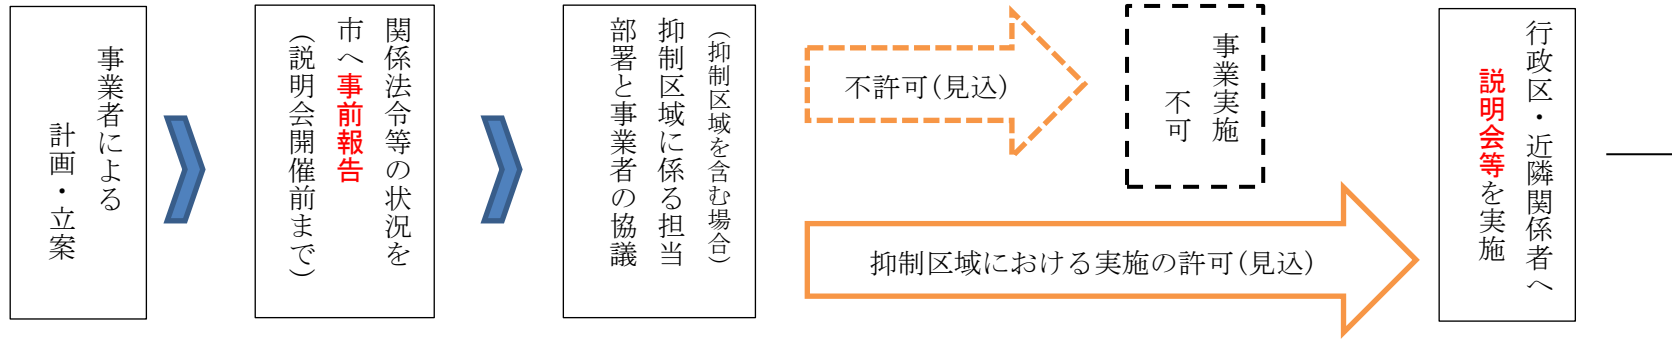 事業者による
計画・立案
関係法令等の状況を
市へ事前報告
(説明会開催前まで)
(抑制区域を含む場合)
抑制区域に係る担当
部署と事業者の協議
不許可(見込)
事業実施
不可
抑制区域における実施の許可(見込)
行政区・近隣関係者へ
説明会等を実施